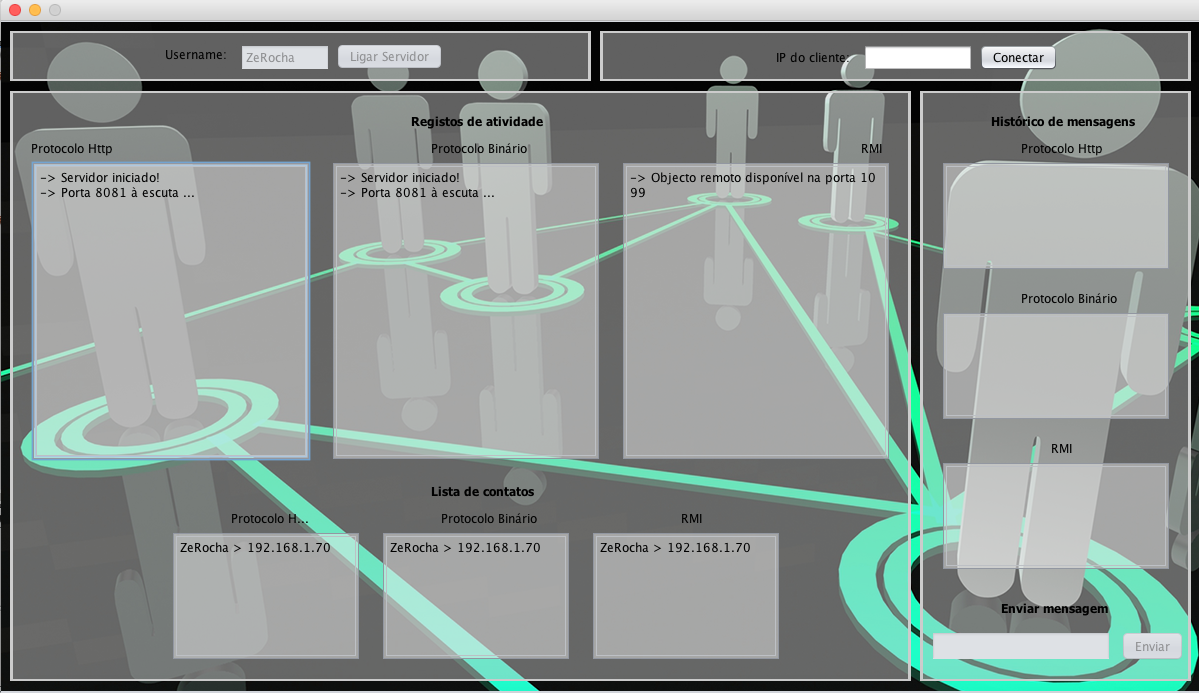 Username: ZeRocha Ligar Servidor
IP do cliente: Conectar
Registos de atividade
Protocolo Http
Protocolo Binário
RMI
-> Servidor iniciado!
-> Porta 8081 à escuta ...
-> Servidor iniciado!
-> Porta 8081 à escuta ...
-> Objecto remoto disponível na porta 10
99
Lista de contatos
Protocolo H...
Protocolo Binário
RMI
ZeRocha > 192.168.1.70
ZeRocha > 192.168.1.70
ZeRocha > 192.168.1.70
Histórico de mensagens
Protocolo Http
Protocolo Binário
RMI
Enviar mensagem
Enviar